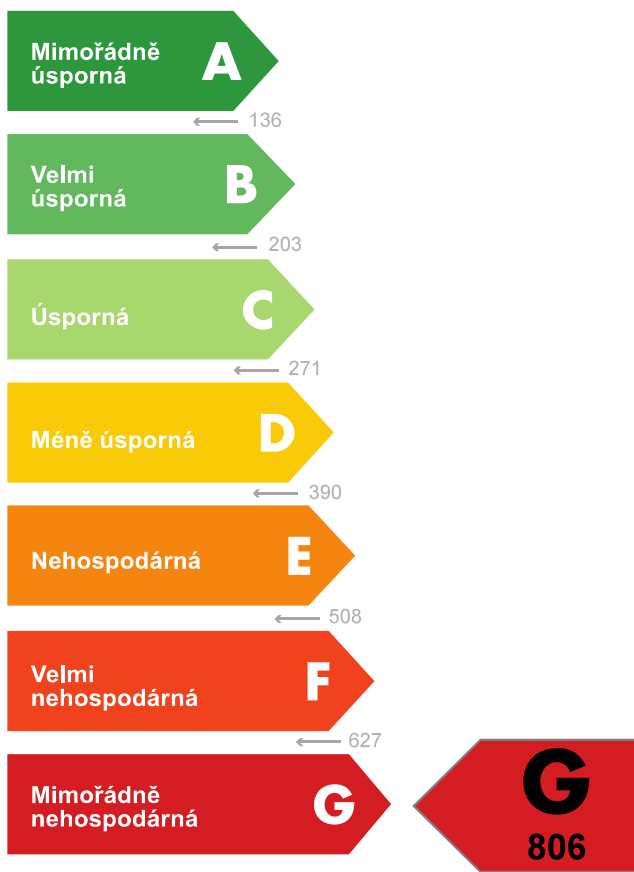 Mimořádně
úsporná
A
136
Velmi
úsporná
B
203
Úsporná
C
271
Méně úsporná
D
390
Nehospodárná
E
508
Velmi
nehospodárná
F
627
Mimořádně
nehospodárná
G
G
806